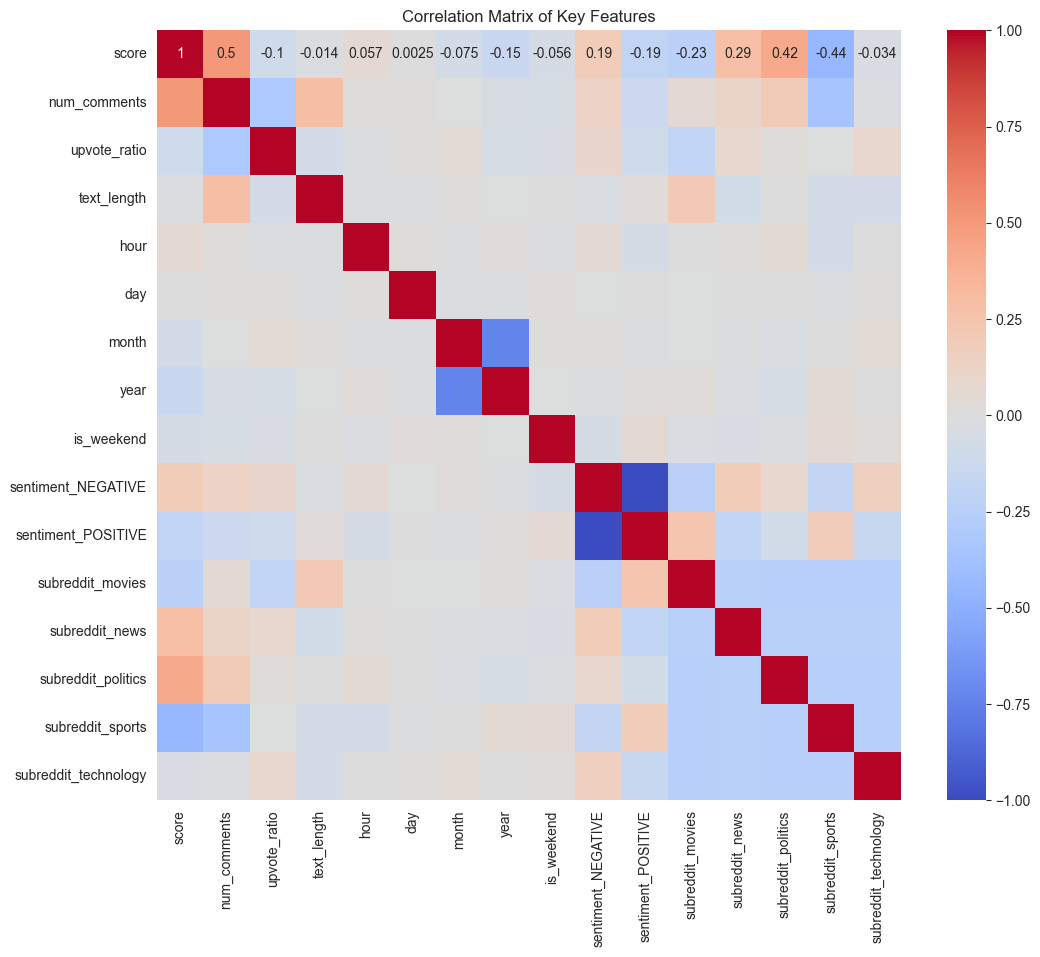 Correlation Matrix of Key Features
score
1 0.5 -0.1 -0.014 0.057 0.0025 -0.075 -0.15 -0.056 0.19 -0.19 -0.23 0.29 0.42 -0.44 -0.034
num_comments
upvote_ratio
text_length
hour
day
month
year
is_weekend
sentiment_NEGATIVE
sentiment_POSITIVE
subreddit_movies
subreddit_news
subreddit_politics
subreddit_sports
subreddit_technology
score
num_comments
upvote_ratio
text_length
hour
day
month
year
is_weekend
sentiment_NEGATIVE
sentiment_POSITIVE
subreddit_movies
subreddit_news
subreddit_politics
subreddit_sports
subreddit_technology
1.00
0.75
0.50
0.25
0.00
−0.25
−0.50
−0.75
−1.00